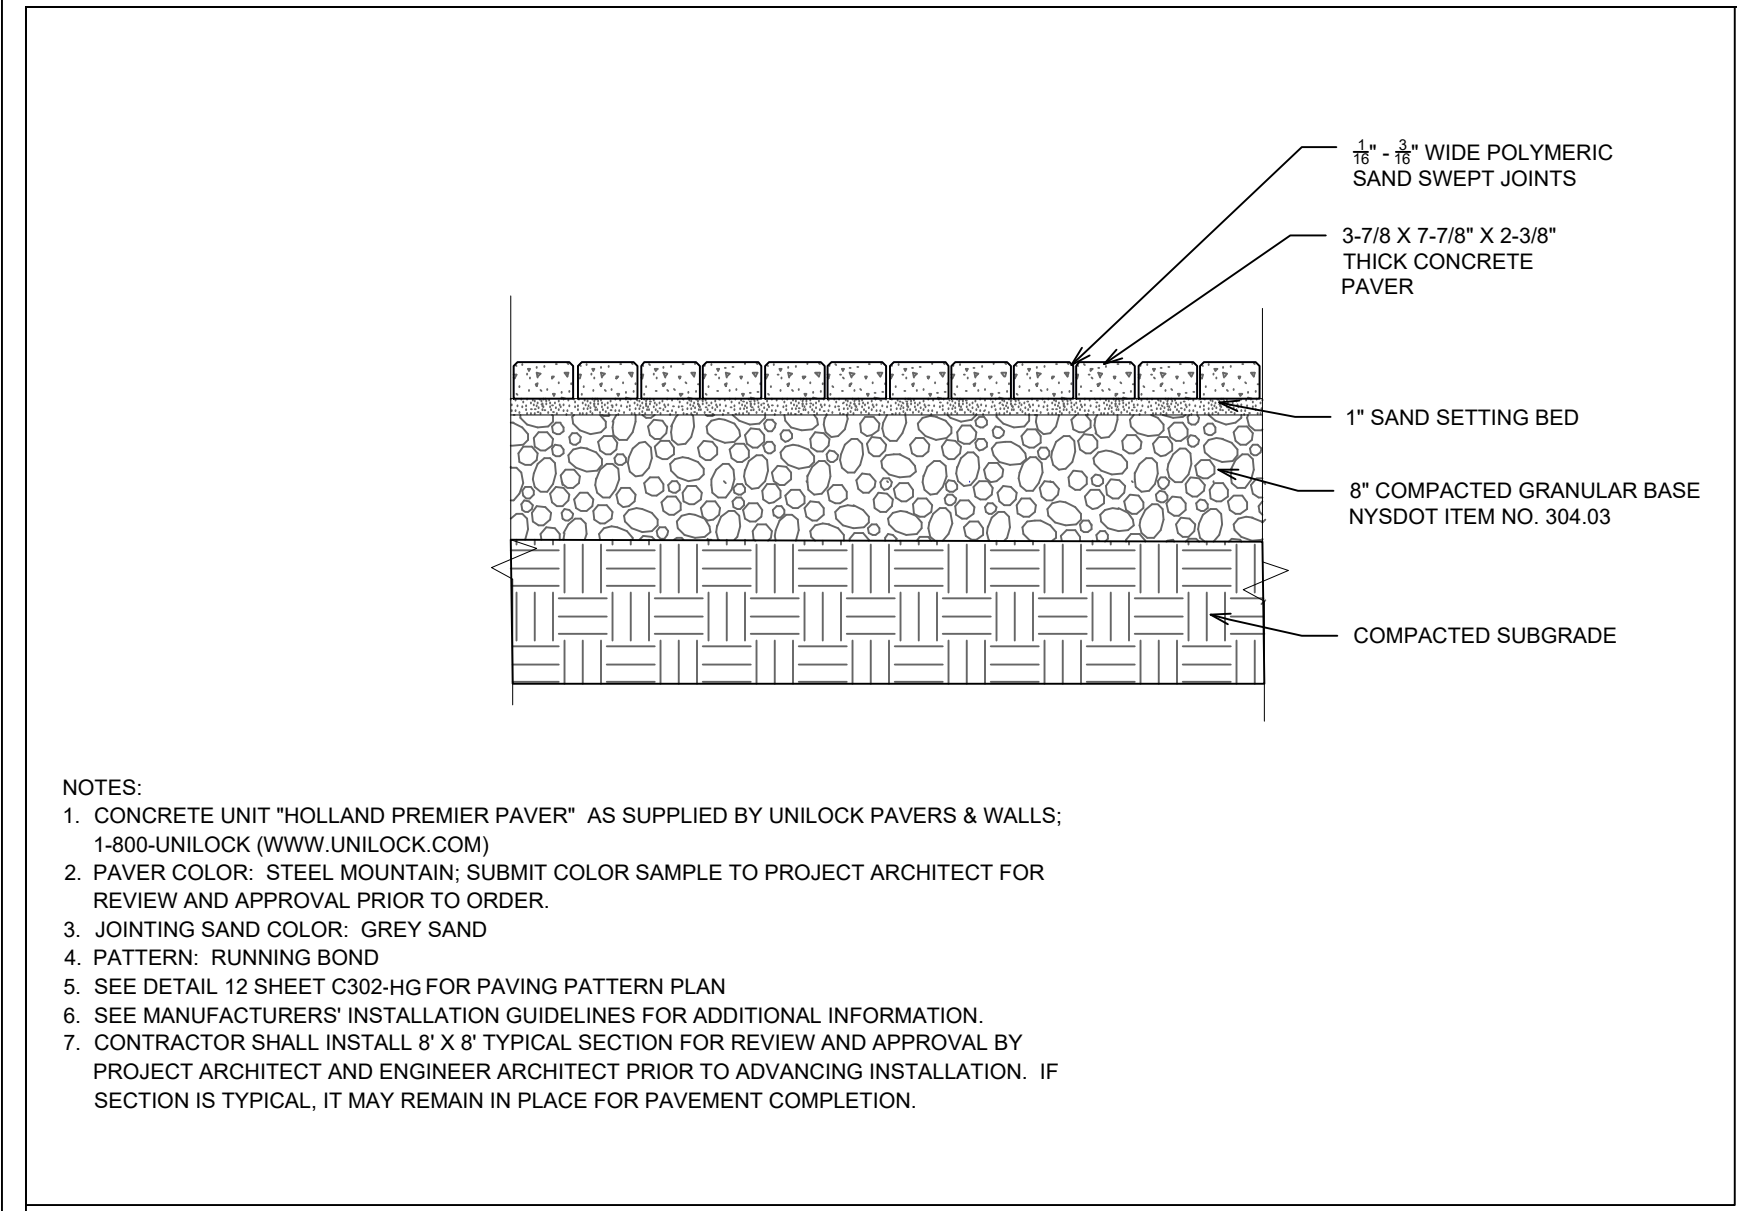 1/16" - 3/16" WIDE POLYMERIC
SAND SWEPT JOINTS
3-7/8 X 7-7/8" X 2-3/8"
THICK CONCRETE
PAVER
1" SAND SETTING BED
8" COMPACTED GRANULAR BASE
NYSDOT ITEM NO. 304.03
COMPACTED SUBGRADE
NOTES:
1. CONCRETE UNIT "HOLLAND PREMIER PAVER" AS SUPPLIED BY UNILOCK PAVERS & WALLS;
1-800-UNILOCK (WWW.UNILOCK.COM)
2. PAVER COLOR: STEEL MOUNTAIN; SUBMIT COLOR SAMPLE TO PROJECT ARCHITECT FOR
REVIEW AND APPROVAL PRIOR TO ORDER.
3. JOINTING SAND COLOR: GREY SAND
4. PATTERN: RUNNING BOND
5. SEE DETAIL 12 SHEET C302-HG FOR PAVING PATTERN PLAN
6. SEE MANUFACTURERS' INSTALLATION GUIDELINES FOR ADDITIONAL INFORMATION.
7. CONTRACTOR SHALL INSTALL 8' X 8' TYPICAL SECTION FOR REVIEW AND APPROVAL BY
PROJECT ARCHITECT AND ENGINEER ARCHITECT PRIOR TO ADVANCING INSTALLATION. IF
SECTION IS TYPICAL, IT MAY REMAIN IN PLACE FOR PAVEMENT COMPLETION.